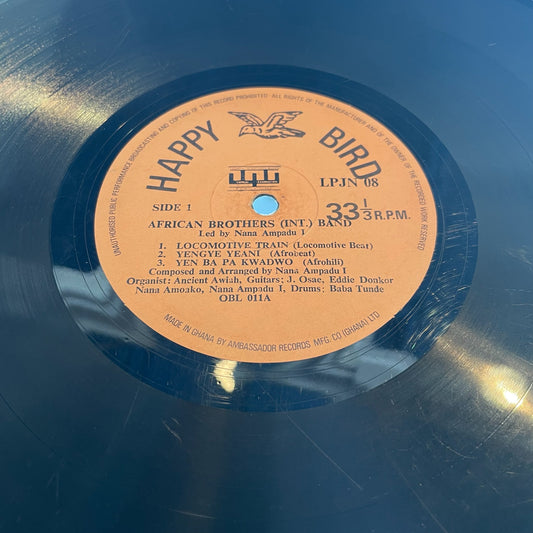 UNAUTHORISED PUBLIC PERFORMANCE BROADCASTING AND COPYING OF THIS RECORD PROHIBITED - ALL RIGHTS OF THE MANUFACTURER AND OF THE OWNER OF THE RECORDED WORK RESERVED
HAPPY BIRD
LPJN 08
SIDE 1
33 1/3 R.P.M.
AFRICAN BROTHERS (INT.) BAND
Led by Nana Ampadu I
1. LOCOMOTIVE TRAIN (Locomotive Beat)
2. YENGYE YEANI (Afrobeat)
3. YEN BA PA KWADWO (Afrohili)
Composed and Arranged by Nana Ampadu I
Organist: Ancient Awiah, Guitars; J. Osae, Eddie Donkor
Nana Amoako, Nana Ampadu I, Drums; Baba Tunde
OBL 011A
MADE IN GHANA BY AMBASSADOR RECORDS MFG. CO (GHANA) LTD